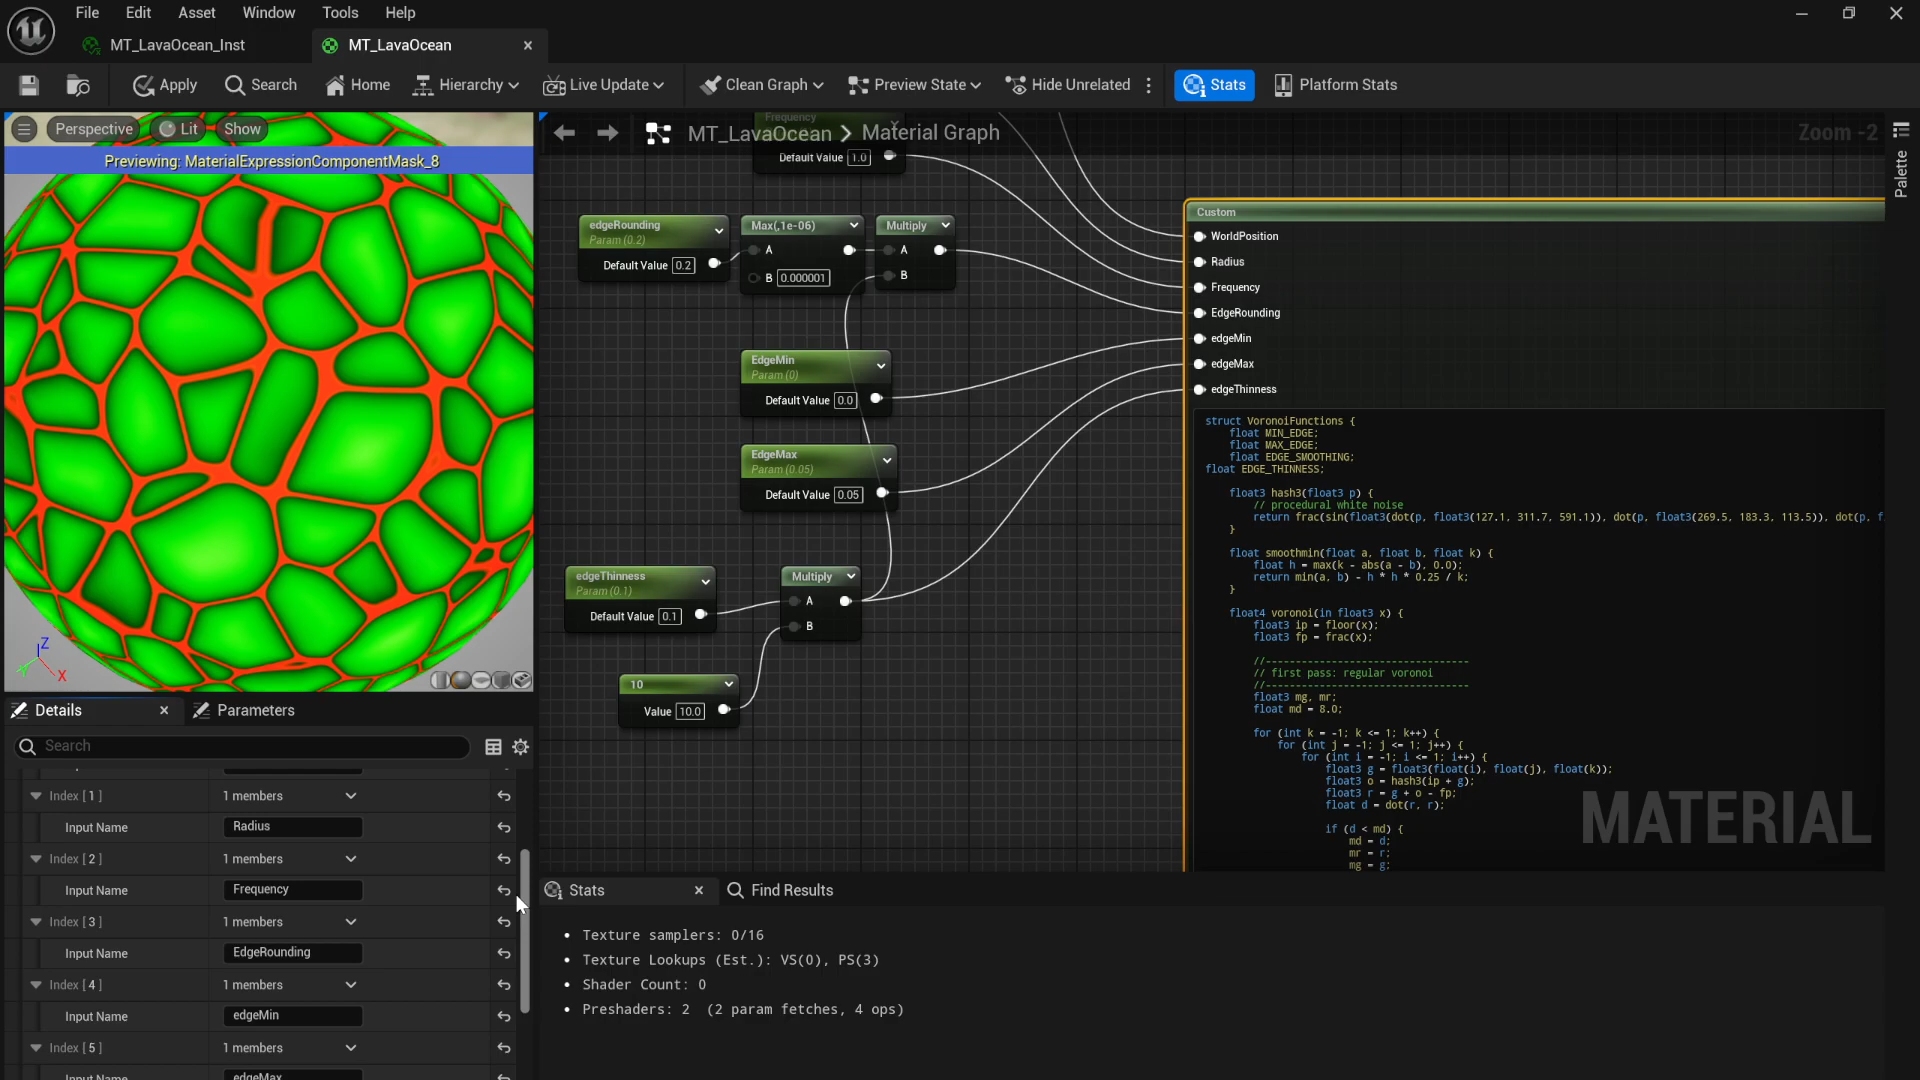 File Edit Asset Window Tools Help
MT_LavaOcean_Inst MT_LavaOcean
Apply Search Home Hierarchy Live Update Clean Graph Preview State Hide Unrelated Stats Platform Stats
Perspective Lit Show
Previewing: MaterialExpressionComponentMask_8
Z
X
MT_LavaOcean Material Graph
Zoom -2
Palette
Frequency
Default Value 1.0
edgeRounding
Param (0.2)
Default Value 0.2
Max(,1e-06)
A
B 0.000001
Multiply
A
B
EdgeMin
Param (0)
Default Value 0.0
EdgeMax
Param (0.05)
Default Value 0.05
edgeThinness
Param (0.1)
Default Value 0.1
Multiply
A
B
10
Value 10.0
Custom
WorldPosition
Radius
Frequency
EdgeRounding
edgeMin
edgeMax
edgeThinness
struct VoronoiFunctions {
float MIN_EDGE;
float MAX_EDGE;
float EDGE_SMOOTHING;
float EDGE_THINNESS;
float3 hash3(float3 p) {
// procedural white noise
return frac(sin(float3(dot(p, float3(127.1, 311.7, 591.1)), dot(p, float3(269.5, 183.3, 113.5)), dot(p, f
}
float smoothmin(float a, float b, float k) {
float h = max(k - abs(a - b), 0.0);
return min(a, b) - h * h * 0.25 / k;
}
float4 voronoi(in float3 x) {
float3 ip = floor(x);
float3 fp = frac(x);
//----------------------------------
// first pass: regular voronoi
//----------------------------------
float3 mg, mr;
float md = 8.0;
for (int k = -1; k <= 1; k++) {
for (int j = -1; j <= 1; j++) {
for (int i = -1; i <= 1; i++) {
float3 g = float3(float(i), float(j), float(k));
float3 o = hash3(ip + g);
float3 r = g + o - fp;
float d = dot(r, r);
if (d < md) {
md = d;
mr = r;
mg = g;
MATERIAL
Details Parameters
Search
Index [ 1 ] 1 members
Input Name Radius
Index [ 2 ] 1 members
Input Name Frequency
Index [ 3 ] 1 members
Input Name EdgeRounding
Index [ 4 ] 1 members
Input Name edgeMin
Index [ 5 ] 1 members
Input Name edgeMax
Stats Find Results
• Texture samplers: 0/16
• Texture Lookups (Est.): VS(0), PS(3)
• Shader Count: 0
• Preshaders: 2 (2 param fetches, 4 ops)